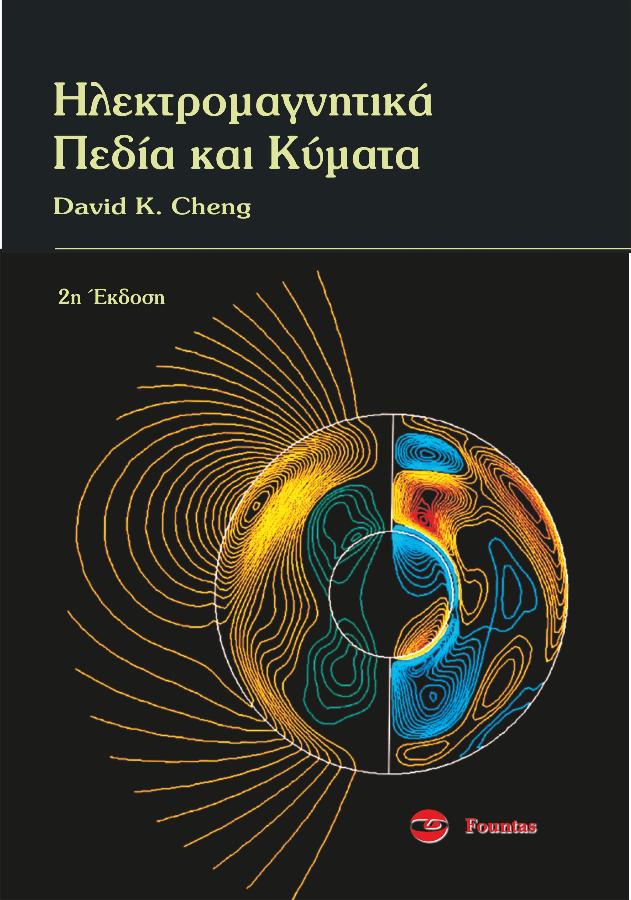 Ηλεκτρομαγνητικά
Πεδία και Κύματα
David K. Cheng
2η Έκδοση
Fountas